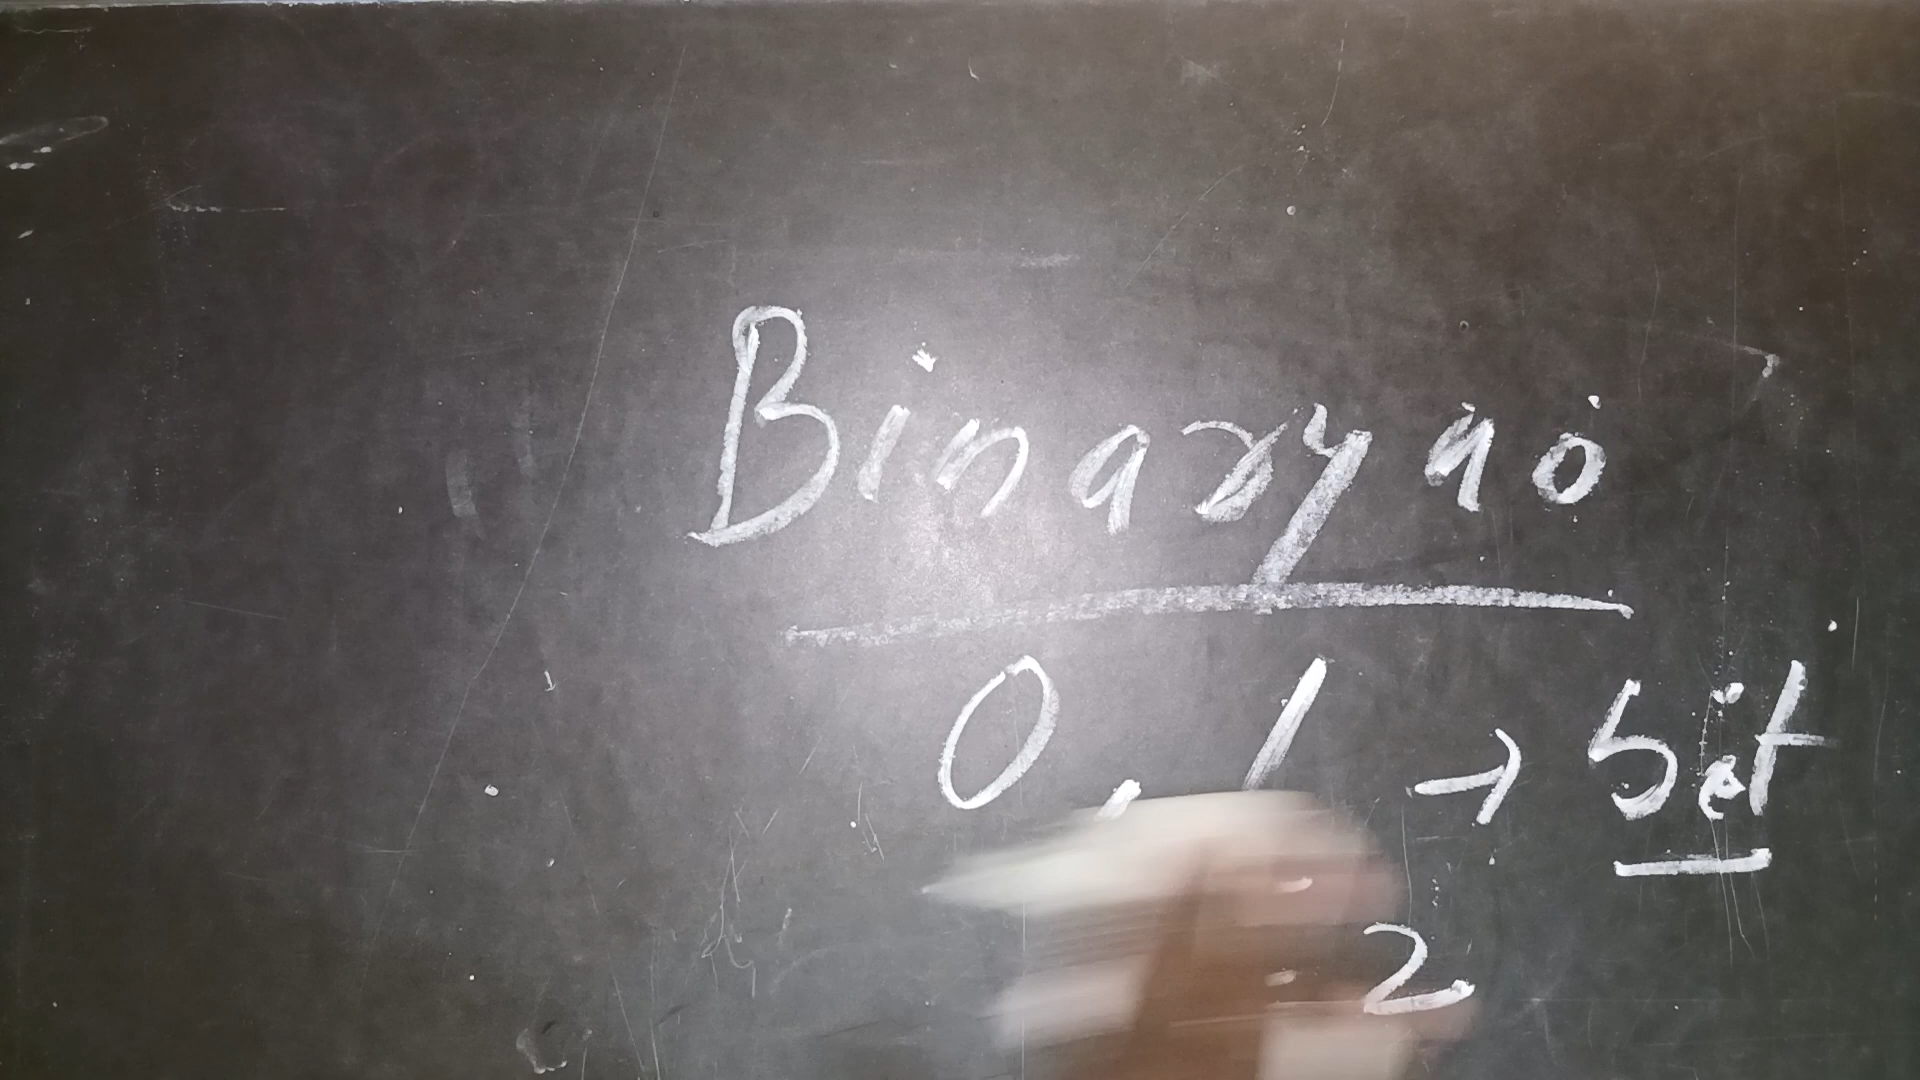 Binary no
0, 1 → bit
= 2